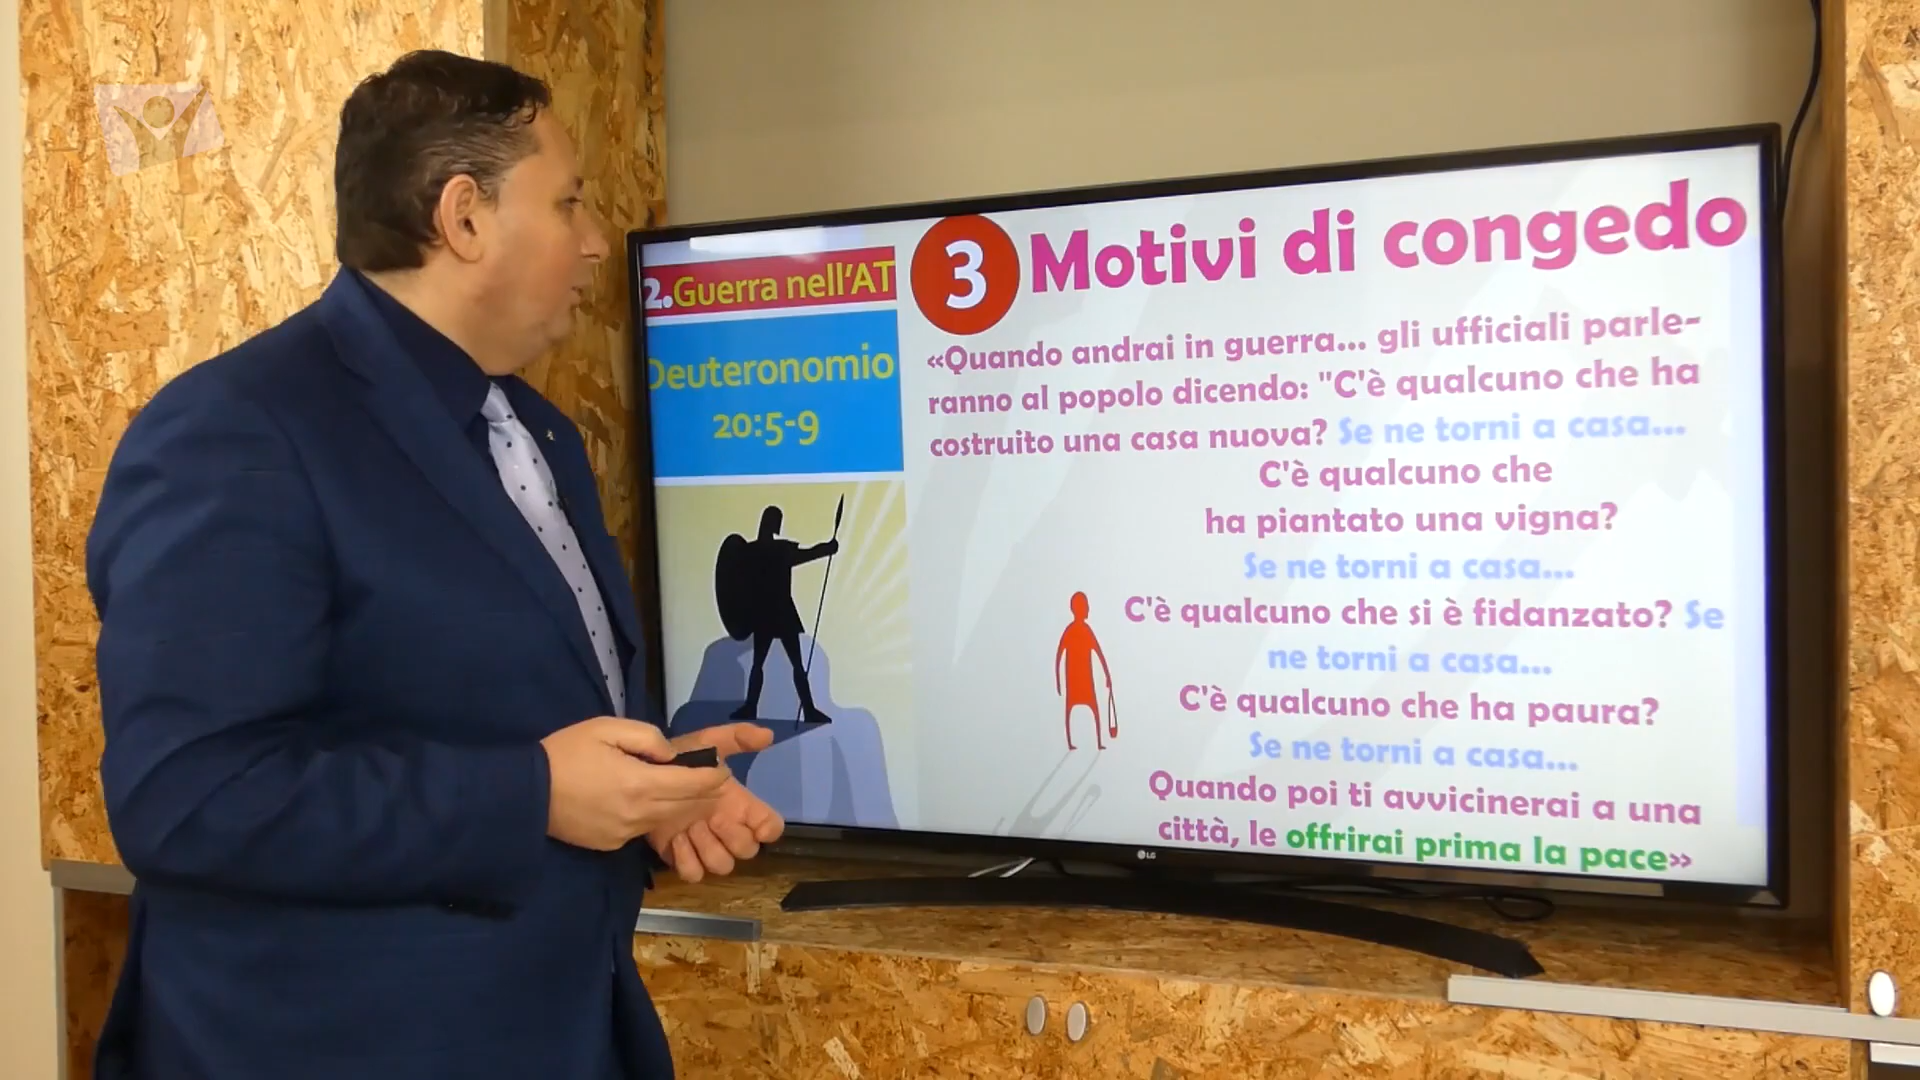 2.Guerra nell'AT
Deuteronomio
20:5-9
3 Motivi di congedo
«Quando andrai in guerra... gli ufficiali parle-
ranno al popolo dicendo: "C'è qualcuno che ha
costruito una casa nuova? Se ne torni a casa...
C'è qualcuno che
ha piantato una vigna?
Se ne torni a casa...
C'è qualcuno che si è fidanzato? Se
ne torni a casa...
C'è qualcuno che ha paura?
Se ne torni a casa...
Quando poi ti avvicinerai a una
città, le offrirai prima la pace»
LG